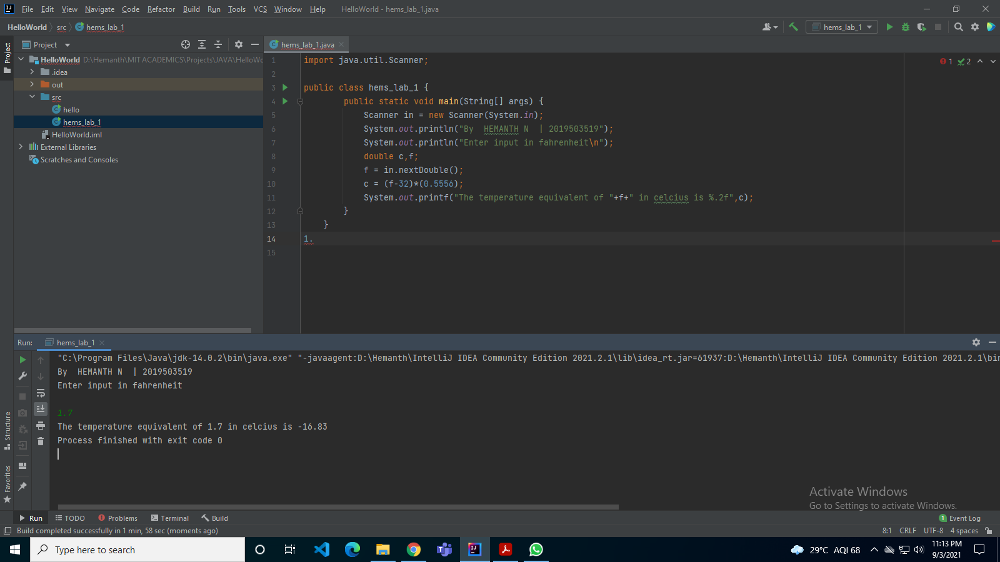 File Edit View Navigate Code Refactor Build Run Tools VCS Window Help HelloWorld - hems_lab_1.java
HelloWorld src hems_lab_1 hems_lab_1
Project
Project
hems_lab_1.java
HelloWorld D:\Hemanth\MIT ACADEMICS\Projects\JAVA\HelloWo
.idea
out
src
hello
hems_lab_1
HelloWorld.iml
External Libraries
Scratches and Consoles
1 import java.util.Scanner;
1 2
2
3 public class hems_lab_1 {
4 public static void main(String[] args) {
5 Scanner in = new Scanner(System.in);
6 System.out.println("By  HEMANTH N  | 2019503519");
7 System.out.println("Enter input in fahrenheit\n");
8 double c,f;
9 f = in.nextDouble();
10 c = (f-32)*(0.5556);
11 System.out.printf("The temperature equivalent of "+f+" in celcius is %.2f",c);
12 }
13 }
14 1.
15
Run: hems_lab_1
"C:\Program Files\Java\jdk-14.0.2\bin\java.exe" "-javaagent:D:\Hemanth\IntelliJ IDEA Community Edition 2021.2.1\lib\idea_rt.jar=61937:D:\Hemanth\IntelliJ IDEA Community Edition 2021.2.1\bin
By  HEMANTH N  | 2019503519
Enter input in fahrenheit
1.7
The temperature equivalent of 1.7 in celcius is -16.83
Process finished with exit code 0
Structure
Favorites
Activate Windows
Go to Settings to activate Windows.
Run TODO Problems Terminal Build 1 Event Log
Build completed successfully in 1 min, 58 sec (moments ago) 8:1 CRLF UTF-8 4 spaces
Type here to search 29°C AQI 68 11:13 PM
9/3/2021